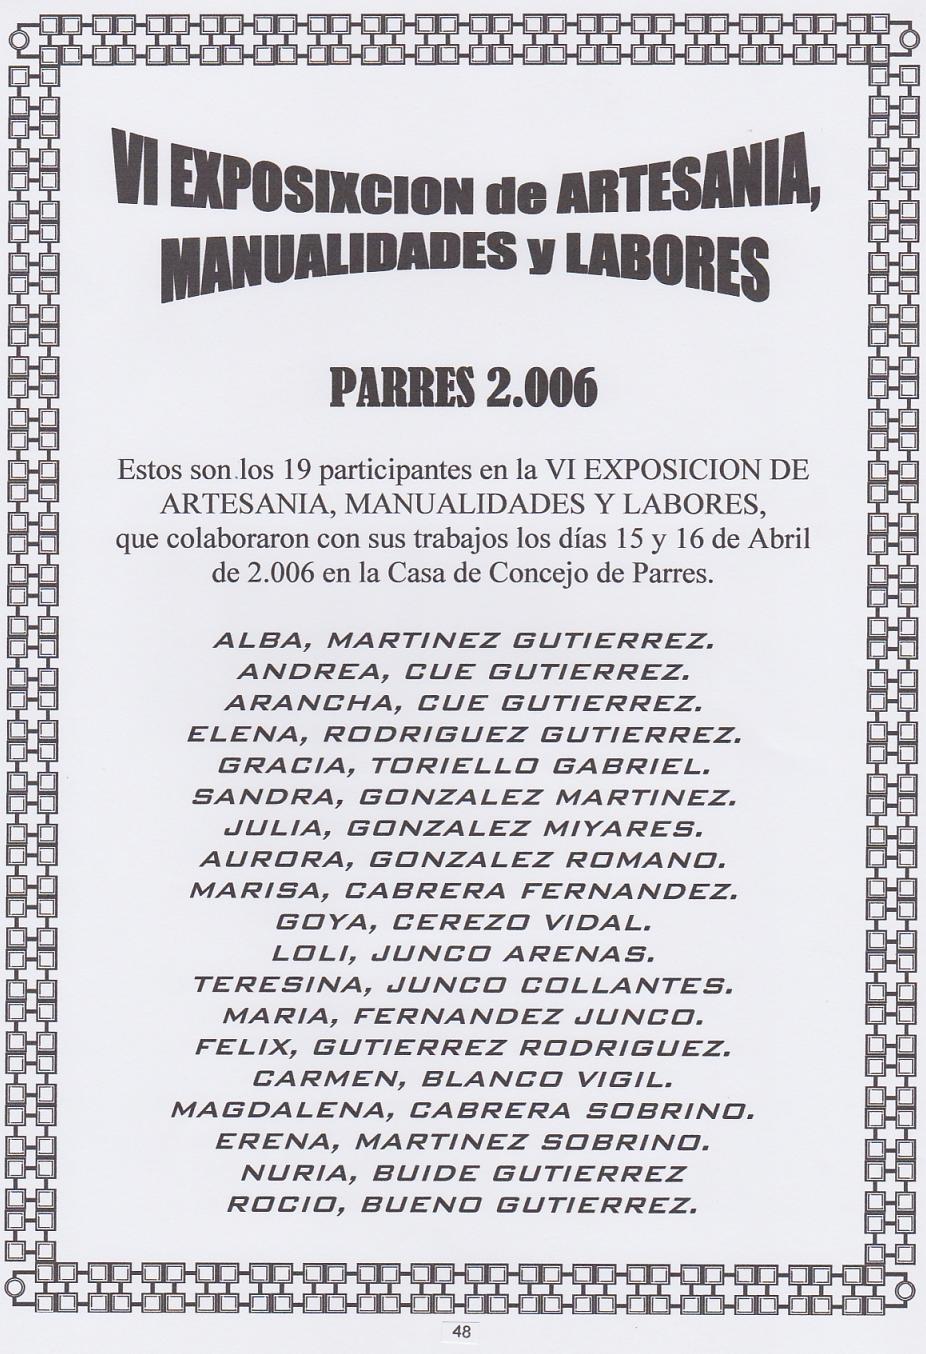 VI EXPOSIXCION de ARTESANIA,
MANUALIDADES y LABORES
PARRES 2.006
Estos son los 19 participantes en la VI EXPOSICION DE
ARTESANIA, MANUALIDADES Y LABORES,
que colaboraron con sus trabajos los días 15 y 16 de Abril
de 2.006 en la Casa de Concejo de Parres.
ALBA, MARTINEZ GUTIERREZ.
ANDREA, CUE GUTIERREZ.
ARANCHA, CUE GUTIERREZ.
ELENA, RODRIGUEZ GUTIERREZ.
GRACIA, TORIELLO GABRIEL.
SANDRA, GONZALEZ MARTINEZ.
JULIA, GONZALEZ MIYARES.
AURORA, GONZALEZ ROMANO.
MARISA, CABRERA FERNANDEZ.
GOYA, CEREZO VIDAL.
LOLI, JUNCO ARENAS.
TERESINA, JUNCO COLLANTES.
MARIA, FERNANDEZ JUNCO.
FELIX, GUTIERREZ RODRIGUEZ.
CARMEN, BLANCO VIGIL.
MAGDALENA, CABRERA SOBRINO.
ERENA, MARTINEZ SOBRINO.
NURIA, BUIDE GUTIERREZ
ROCIO, BUENO GUTIERREZ.
48